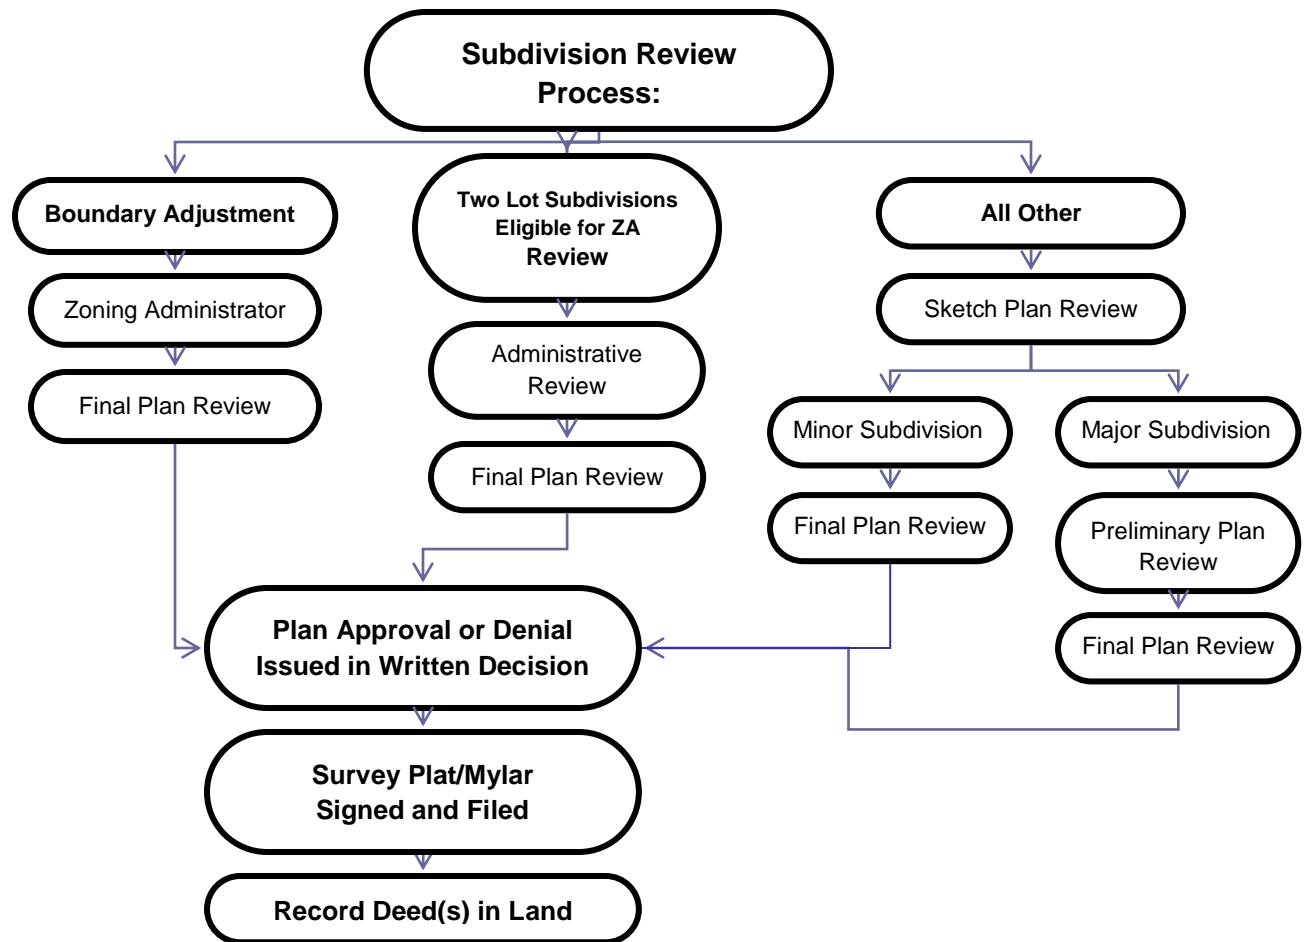 Subdivision Review
Process:
Boundary Adjustment
Two Lot Subdivisions
Eligible for ZA
Review
All Other
Zoning Administrator
Sketch Plan Review
Administrative
Review
Final Plan Review
Minor Subdivision
Major Subdivision
Final Plan Review
Final Plan Review
Preliminary Plan
Review
Plan Approval or Denial
Issued in Written Decision
Final Plan Review
Survey Plat/Mylar
Signed and Filed
Record Deed(s) in Land